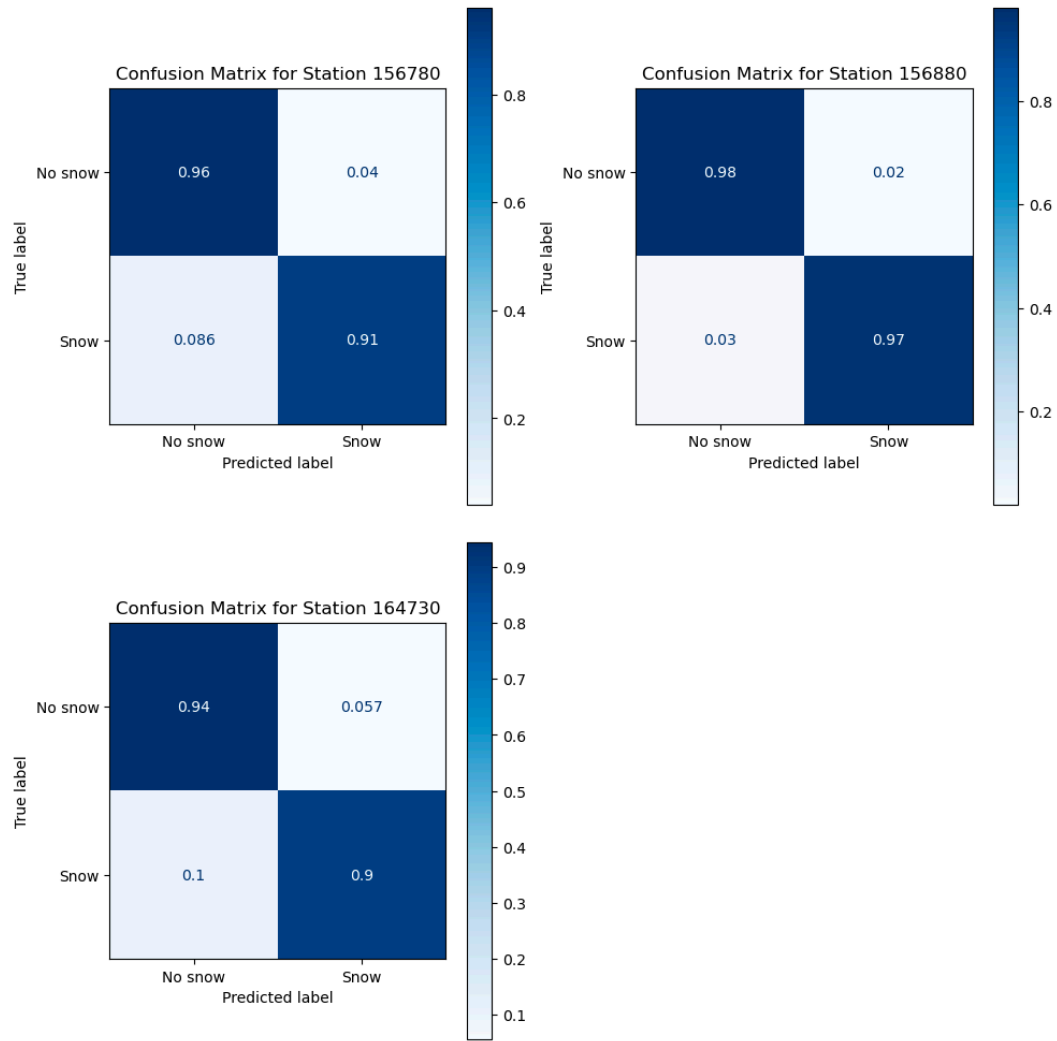 Confusion Matrix for Station 156780
True label
No snow
0.96
0.04
Snow
0.086
0.91
No snow
Snow
Predicted label
0.8
0.6
0.4
0.2
Confusion Matrix for Station 156880
True label
No snow
0.98
0.02
Snow
0.03
0.97
No snow
Snow
Predicted label
0.8
0.6
0.4
0.2
Confusion Matrix for Station 164730
True label
No snow
0.94
0.057
Snow
0.1
0.9
No snow
Snow
Predicted label
0.9
0.8
0.7
0.6
0.5
0.4
0.3
0.2
0.1